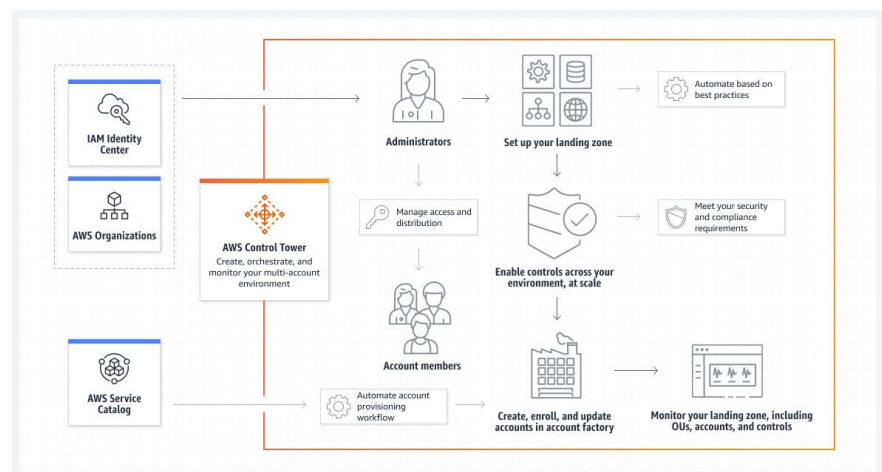 IAM Identity
Center
AWS Organizations
AWS Control Tower
Create, orchestrate, and
monitor your multi-account
environment
AWS Service
Catalog
Administrators
Manage access and
distribution
Account members
Automate account
provisioning
workflow
Set up your landing zone
Automate based on
best practices
Enable controls across your
environment, at scale
Meet your security
and compliance
requirements
Create, enroll, and update
accounts in account factory
Monitor your landing zone, including
OUs, accounts, and controls